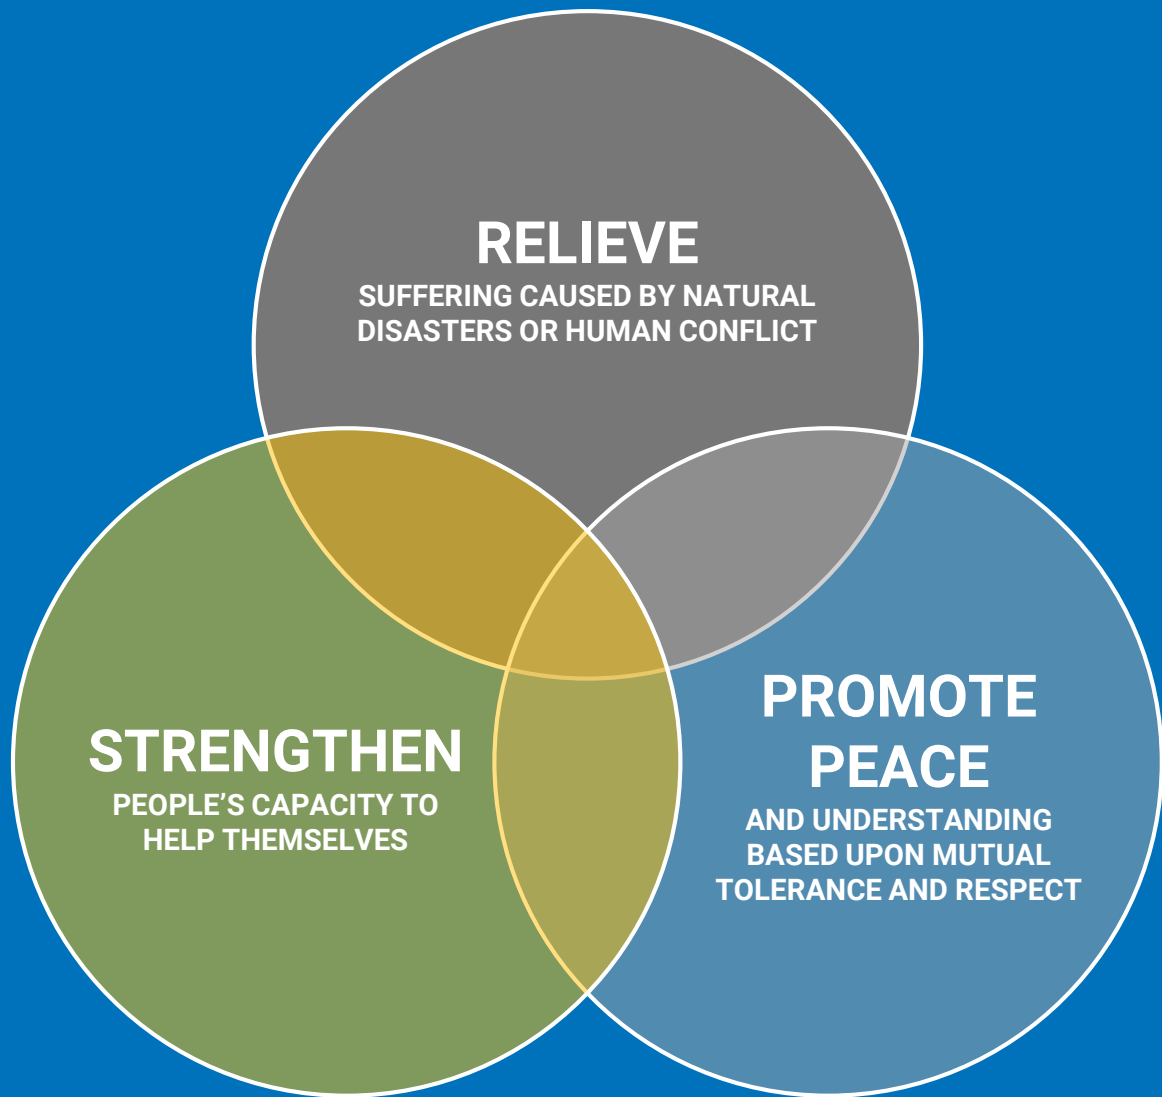 RELIEVE
SUFFERING CAUSED BY NATURAL
DISASTERS OR HUMAN CONFLICT
STRENGTHEN
PEOPLE’S CAPACITY TO
HELP THEMSELVES
PROMOTE
PEACE
AND UNDERSTANDING
BASED UPON MUTUAL
TOLERANCE AND RESPECT